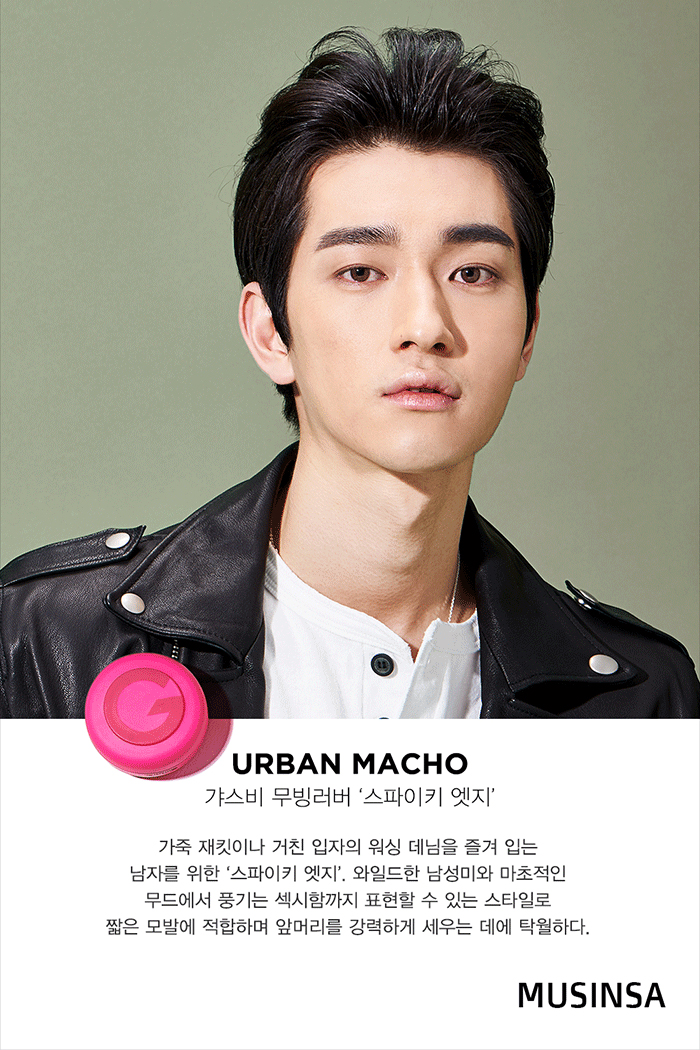 G
URBAN MACHO
갸스비 무빙러버 ‘스파이키 엣지’
가죽 재킷이나 거친 입자의 워싱 데님을 즐겨 입는
남자를 위한 ‘스파이키 엣지’. 와일드한 남성미와 마초적인
무드에서 풍기는 섹시함까지 표현할 수 있는 스타일로
짧은 모발에 적합하며 앞머리를 강력하게 세우는 데에 탁월하다.
MUSINSA